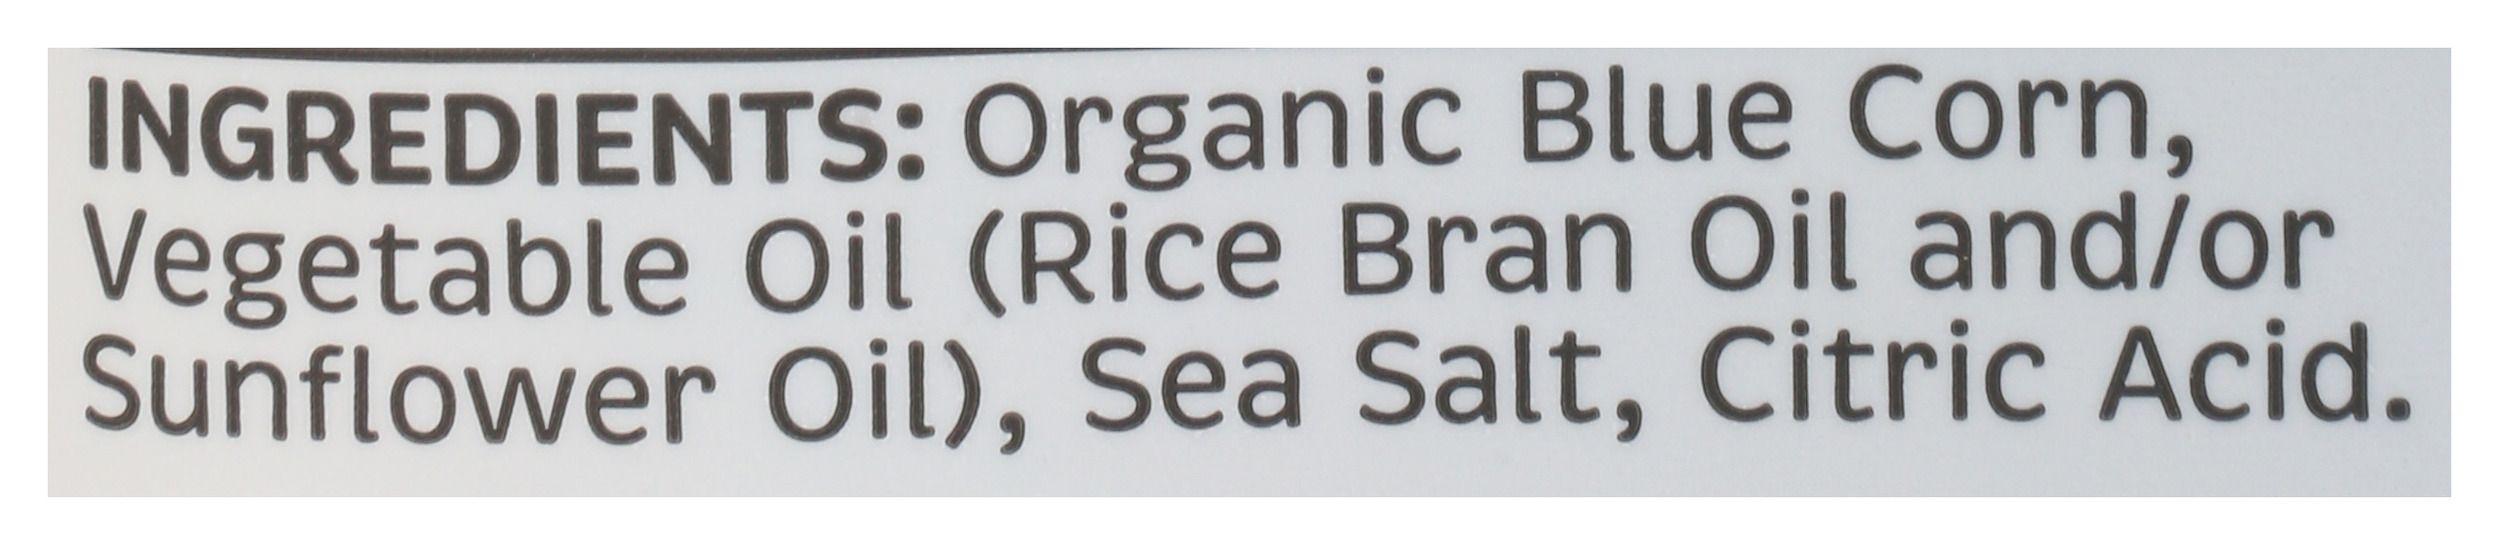 INGREDIENTS: Organic Blue Corn,
Vegetable Oil (Rice Bran Oil and/or
Sunflower Oil), Sea Salt, Citric Acid.